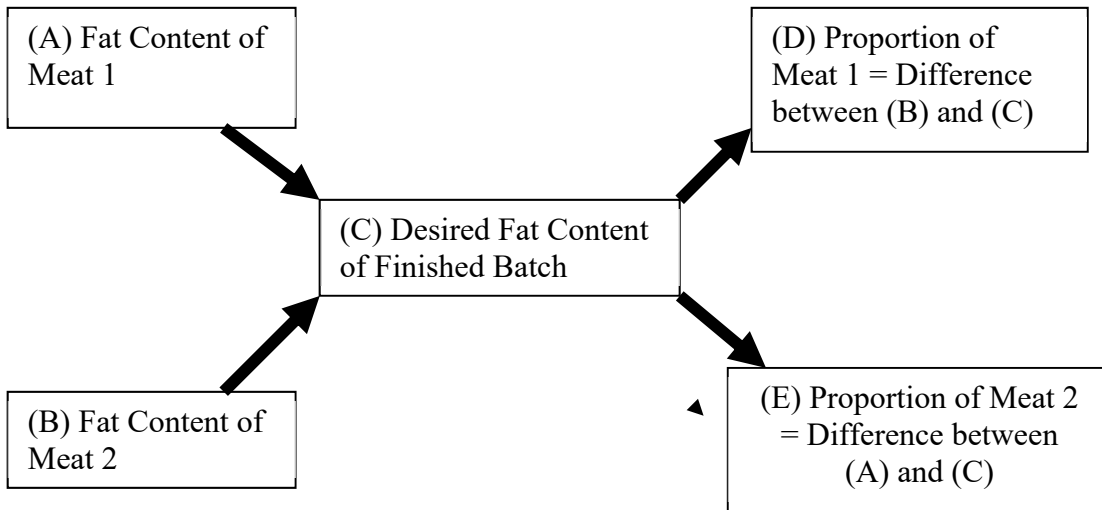 (A) Fat Content of
Meat 1
(D) Proportion of
Meat 1 = Difference
between (B) and (C)
(C) Desired Fat Content
of Finished Batch
(B) Fat Content of
Meat 2
(E) Proportion of Meat 2
= Difference between
(A) and (C)